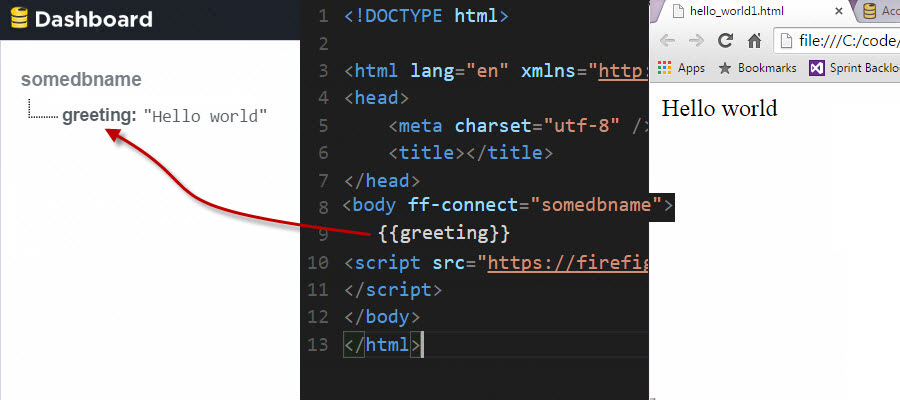 Dashboard
somedbname
greeting: "Hello world"
1 <!DOCTYPE html>
2
3 <html lang="en" xmlns="http:
4 <head>
5 <meta charset="utf-8" />
6 <title></title>
7 </head>
8 <body ff-connect="somedbname">
9 {{greeting}}
10 <script src="https://firefig
11 </script>
12 </body>
13 </html>
hello_world1.html
Acc
file:///C:/code/
Apps Bookmarks Sprint Backlo
Hello world